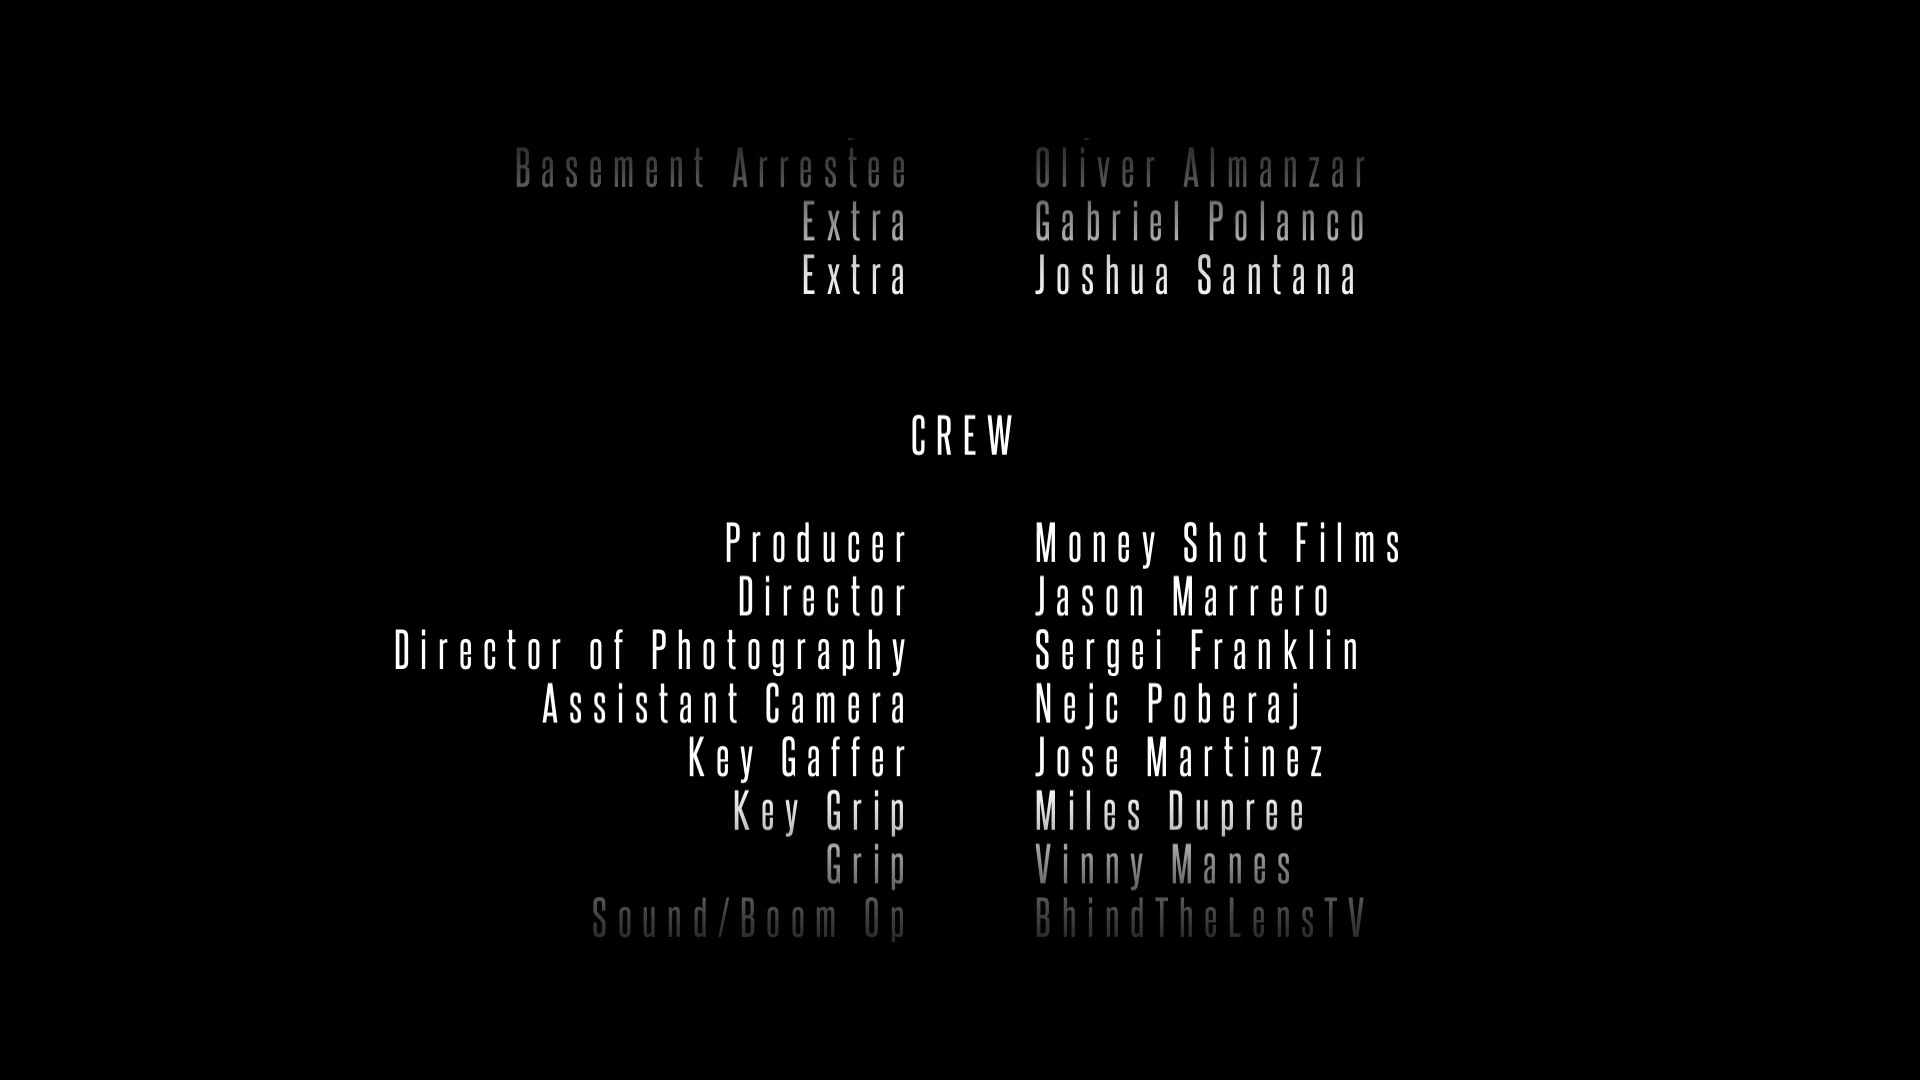 Basement Arrestee Oliver Almanzar
Extra Gabriel Polanco
Extra Joshua Santana
CREW
Producer Money Shot Films
Director Jason Marrero
Director of Photography Sergei Franklin
Assistant Camera Nejc Poberaj
Key Gaffer Jose Martinez
Key Grip Miles Dupree
Grip Vinny Manes
Sound/Boom Op BhindTheLensTV